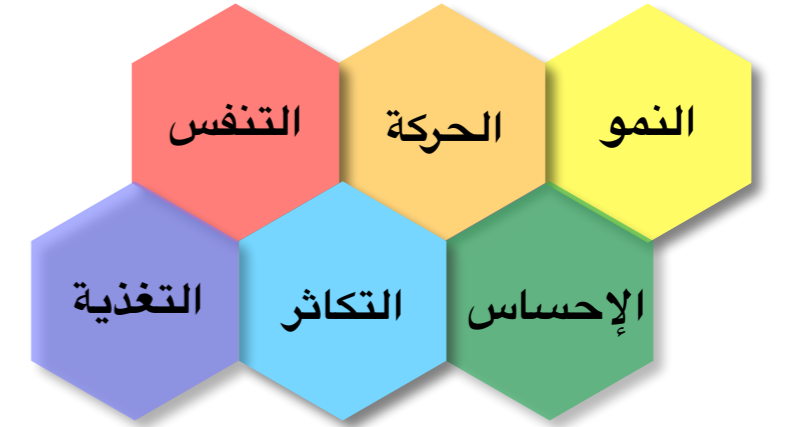 النمو
الحركة
التنفس
الإحساس
التكاثر
التغذية